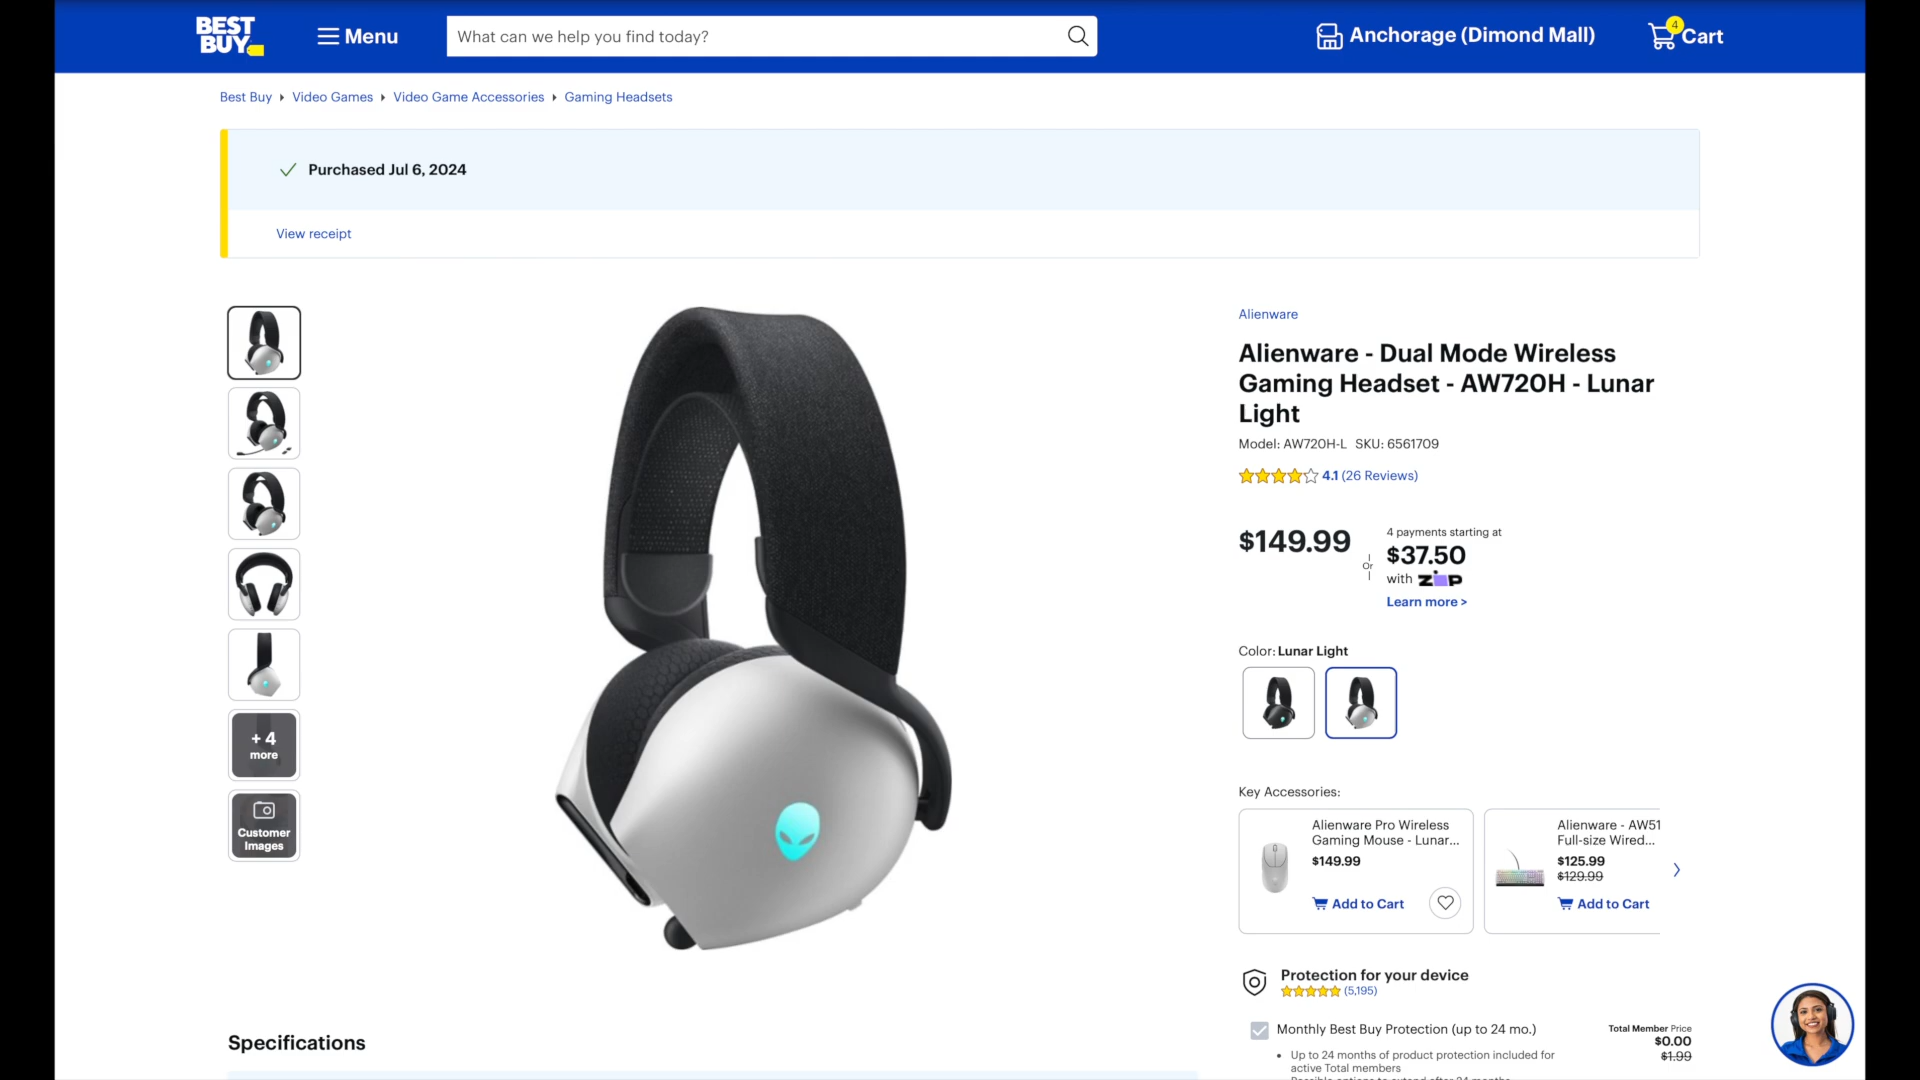 BEST
BUY
Menu
What can we help you find today?
Anchorage (Dimond Mall)
4
Cart
Best Buy
Video Games
Video Game Accessories
Gaming Headsets
Purchased Jul 6, 2024
View receipt
+ 4
more
Customer
Images
Alienware
Alienware - Dual Mode Wireless
Gaming Headset - AW720H - Lunar
Light
Model: AW720H-L SKU: 6561709
4.1 (26 Reviews)
$149.99
Or
4 payments starting at
$37.50
with ZIP
Learn more >
Color: Lunar Light
Key Accessories:
Alienware Pro Wireless
Gaming Mouse - Lunar...
$149.99
Add to Cart
Alienware - AW51
Full-size Wired...
$125.99
$129.99
Add to Cart
Protection for your device
(5,195)
Monthly Best Buy Protection (up to 24 mo.)
Total Member Price
$0.00
$1.99
• Up to 24 months of product protection included for
active Total members
Specifications